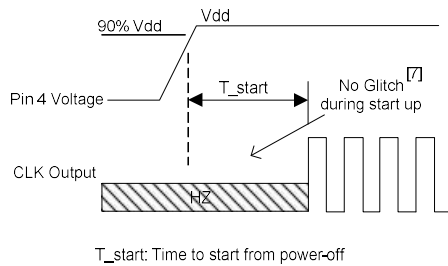 Vdd
90% Vdd
T_start
No Glitch [7]
during start up
Pin 4 Voltage
CLK Output
HZ
T_start: Time to start from power-off